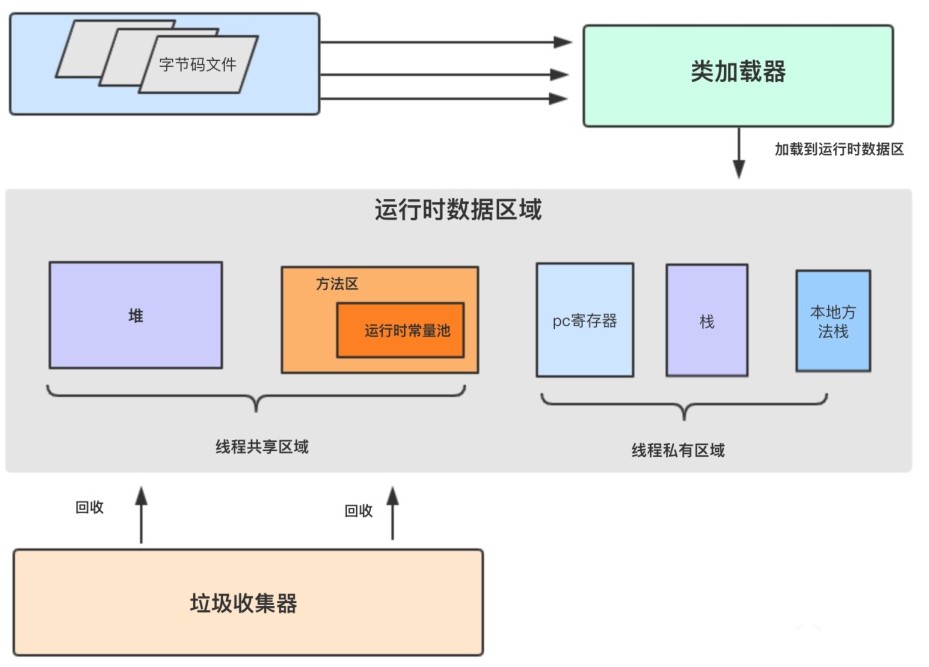 字节码文件
类加载器
加载到运行时数据区
运行时数据区域
堆
方法区
运行时常量池
pc寄存器
栈
本地方
法栈
线程共享区域
线程私有区域
回收
回收
垃圾收集器